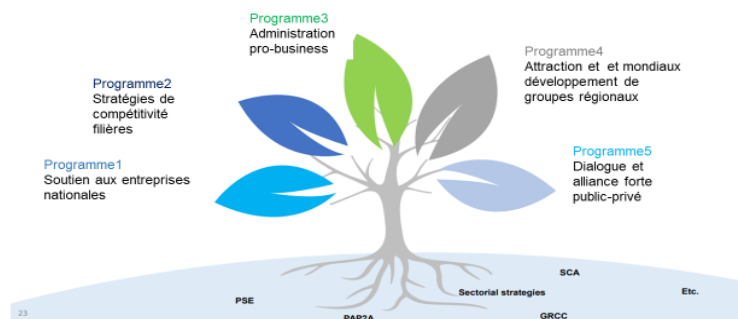 Programme3
Administration
pro-business
Programme4
Attraction et et mondiaux
développement de
groupes régionaux
Programme2
Stratégies de
compétitivité
filières
Programme1
Soutien aux entreprises
nationales
Programme5
Dialogue et
alliance forte
public-privé
SCA
Sectorial strategies
Etc.
PSE
GRCC
PAP2A
23